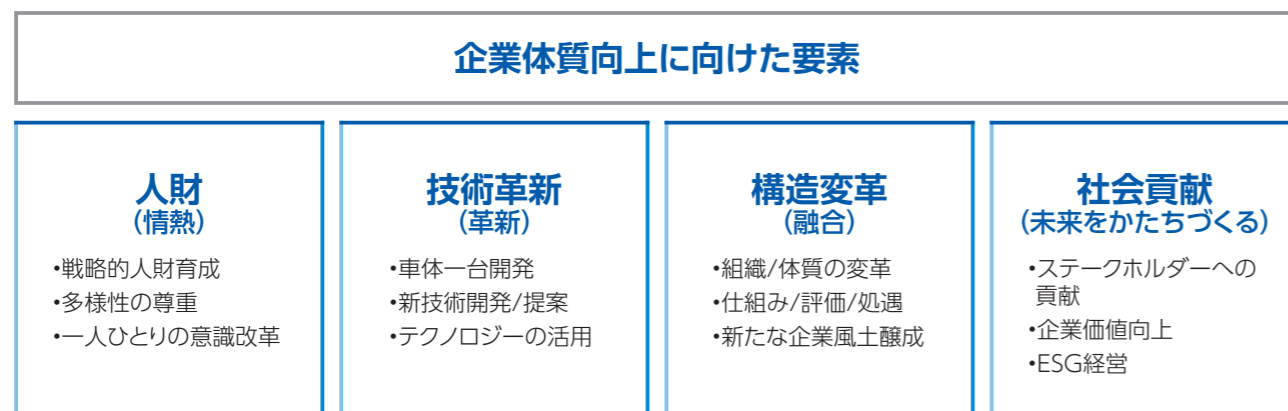 企業体質向上に向けた要素
人財
（情熱）
•戦略的人財育成
•多様性の尊重
•一人ひとりの意識改革
技術革新
（革新）
•車体一台開発
•新技術開発/提案
•テクノロジーの活用
構造変革
（融合）
•組織/体質の変革
•仕組み/評価/処遇
•新たな企業風土醸成
社会貢献
（未来をかたちづくる）
•ステークホルダーへの
貢献
•企業価値向上
•ESG経営